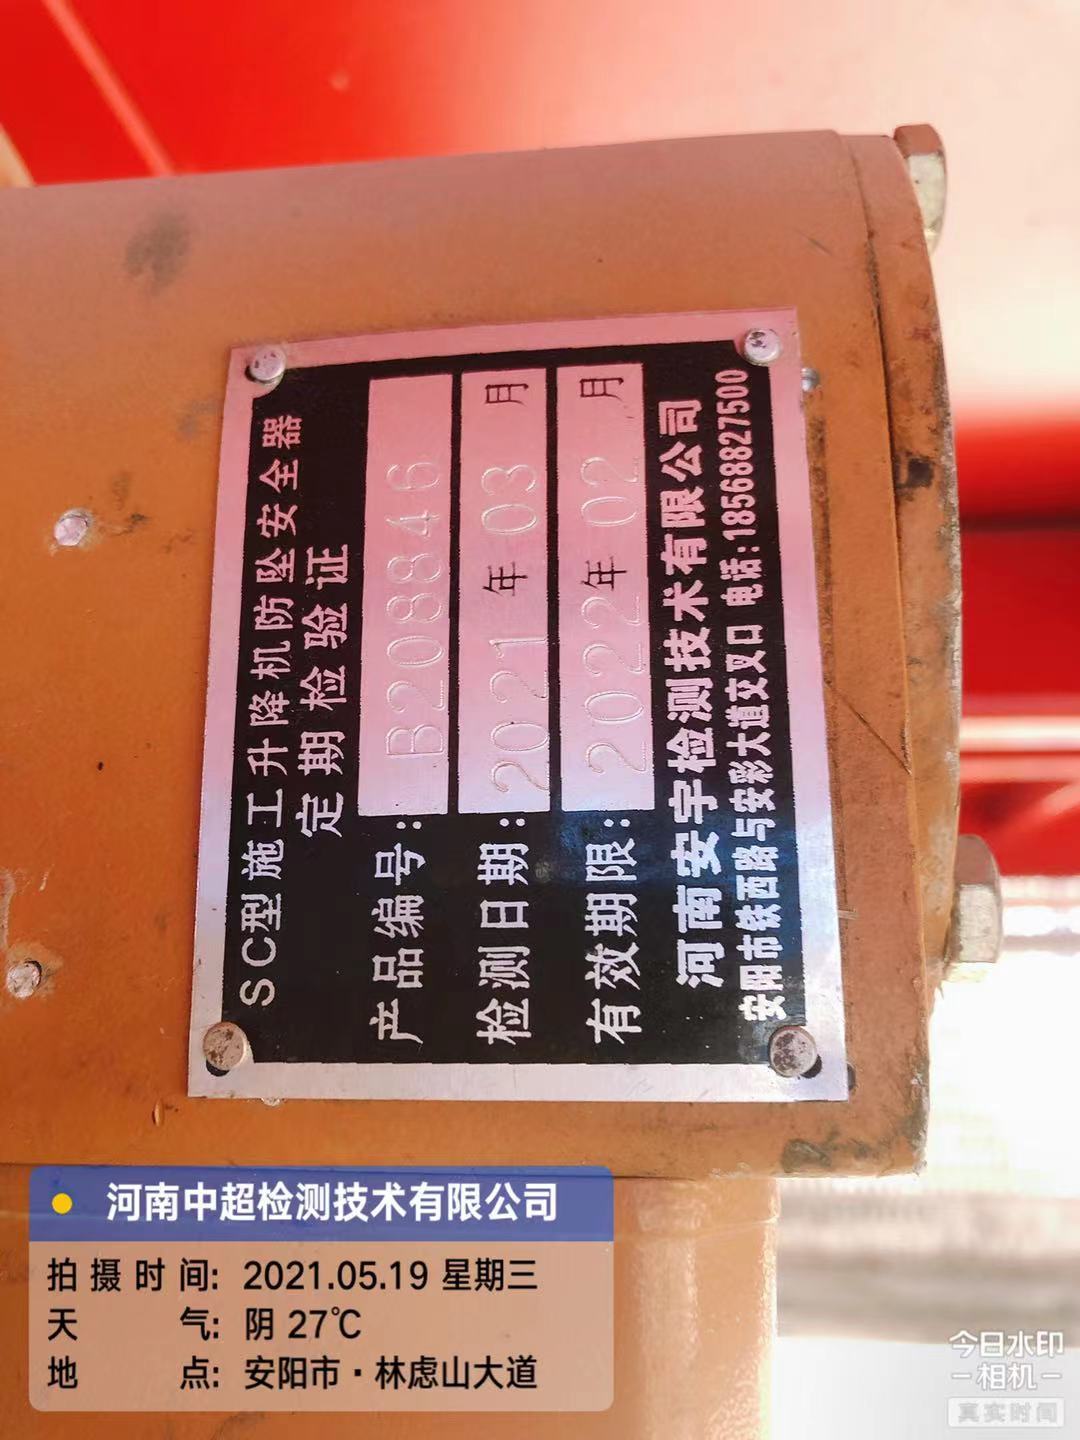 SC型施工升降机防坠安全器
定期检验证
产品编号：B208846
检测日期：2021年03月
有效期限：2022年02月
河南安宇检测技术有限公司
安阳市铁西路与安彩大道交叉口 电话:18568827500
河南中超检测技术有限公司
拍摄时间: 2021.05.19 星期三
天气: 阴 27℃
地点: 安阳市·林虑山大道
今日水印
相机
真实时间